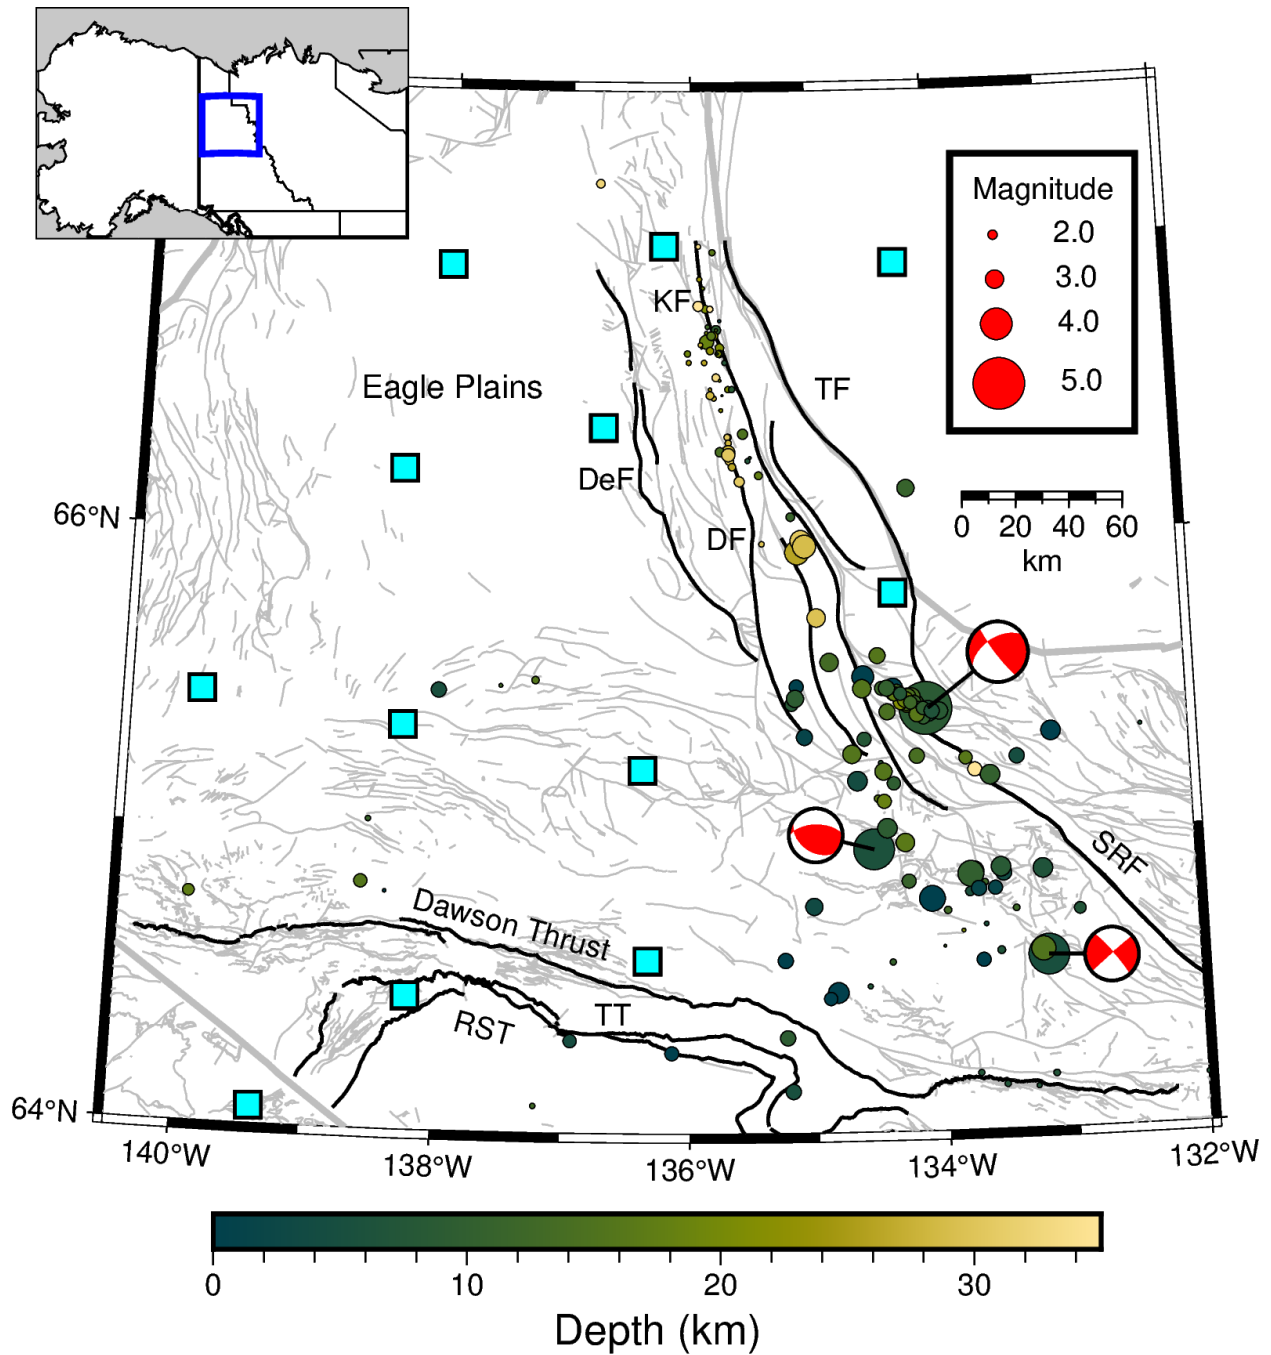 Magnitude
2.0
3.0
4.0
5.0
KF
TF
Eagle Plains
DeF
DF
0 20 40 60
km
66°N
SRF
Dawson Thrust
TT
RST
64°N
140°W 138°W 136°W 134°W 132°W
0 10 20 30
Depth (km)